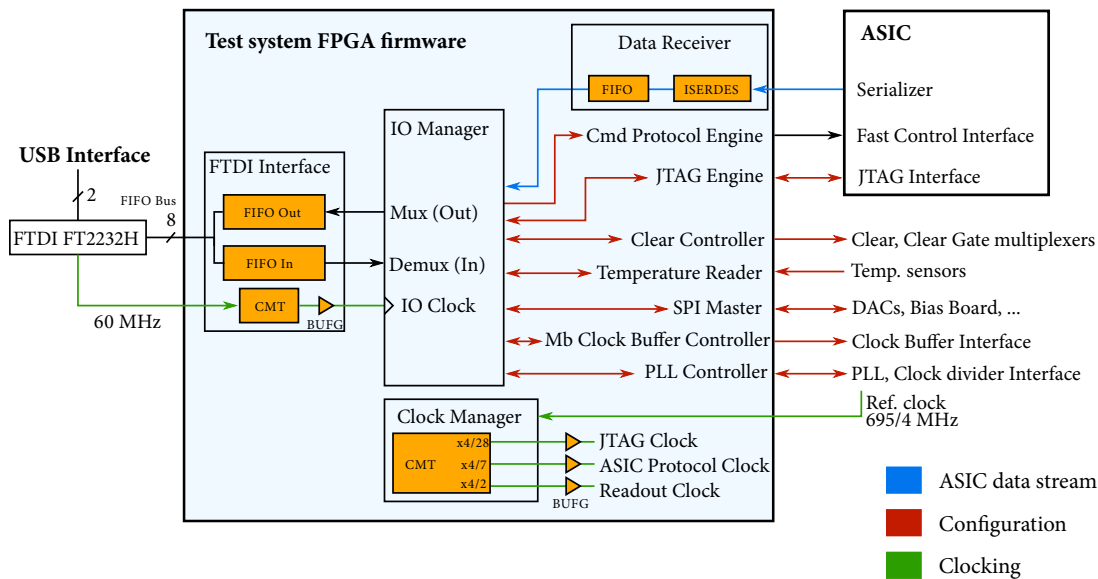 Test system FPGA firmware
Data Receiver
FIFO
ISERDES
ASIC
Serializer
Fast Control Interface
JTAG Interface
IO Manager
Mux (Out)
Demux (In)
IO Clock
Cmd Protocol Engine
JTAG Engine
Clear Controller
Temperature Reader
SPI Master
Mb Clock Buffer Controller
PLL Controller
Clear, Clear Gate multiplexers
Temp. sensors
DACs, Bias Board, ...
Clock Buffer Interface
PLL, Clock divider Interface
Ref. clock
695/4 MHz
USB Interface
2
FIFO Bus
8
FTDI FT2232H
60 MHz
FTDI Interface
FIFO Out
FIFO In
CMT
BUFG
Clock Manager
CMT
x4/28
x4/7
x4/2
BUFG
JTAG Clock
ASIC Protocol Clock
Readout Clock
ASIC data stream
Configuration
Clocking